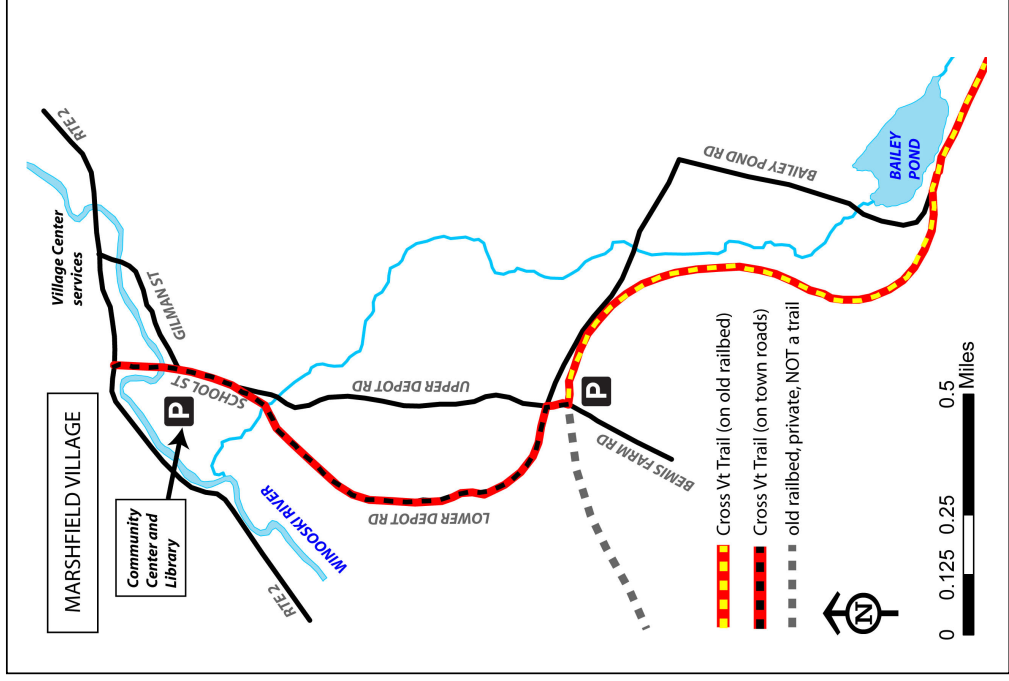 MARSHFIELD VILLAGE
RTE 2
Village Center
services
GILMAN ST
SCHOOL ST
P
Community
Center and
Library
WINOOSKI RIVER
RTE 2
UPPER DEPOT RD
LOWER DEPOT RD
BAILEY POND RD
BAILEY
POND
P
BEMIS FARM RD
Cross Vt Trail (on old railbed)
Cross Vt Trail (on town roads)
old railbed, private, NOT a trail
N
0 0.125 0.25 0.5
Miles